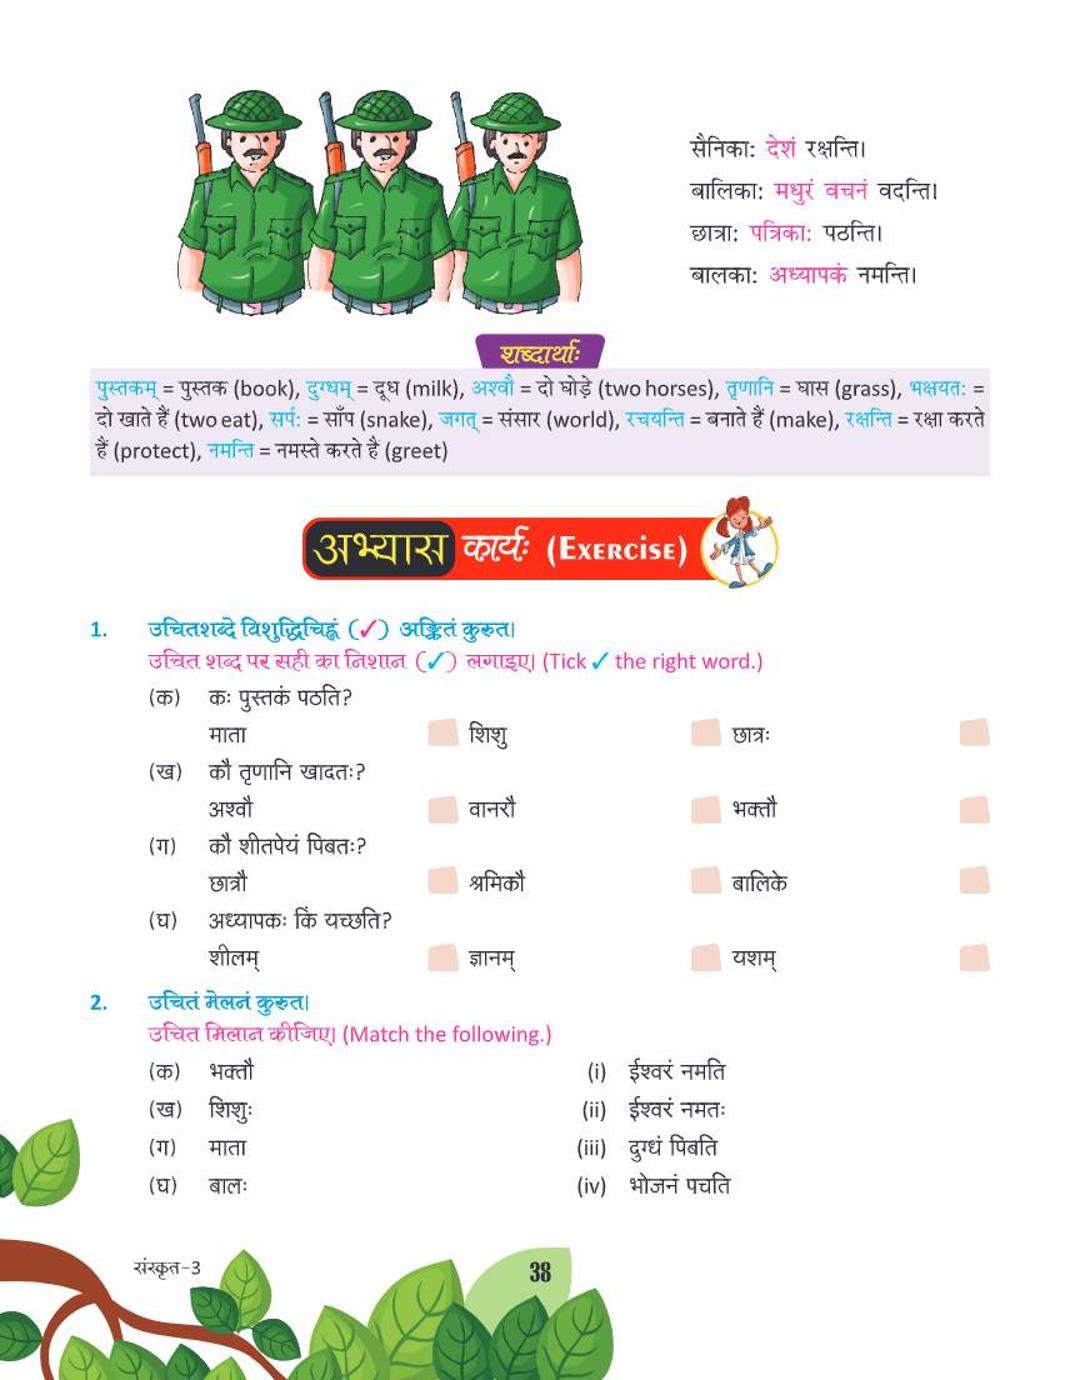 सैनिका: देशं रक्षन्ति।
बालिका: मधुरं वचनं वदन्ति।
छात्रा: पत्रिका: पठन्ति।
बालका: अध्यापकं नमन्ति।
शब्दार्थाः
पुस्तकम् = पुस्तक (book), दुग्धम् = दूध (milk), अश्वौ = दो घोड़े (two horses), तृणानि = घास (grass), भक्षयत: =
दो खाते हैं (two eat), सर्प: = साँप (snake), जगत् = संसार (world), रचयन्ति = बनाते हैं (make), रक्षन्ति = रक्षा करते
हैं (protect), नमन्ति = नमस्ते करते है (greet)
अभ्यास कार्यः (Exercise)
1. उचितशब्दे विशुद्धिचिह्नं (✓) अङ्कितं कुरुत।
उचित शब्द पर सही का निशान (✓) लगाइए। (Tick ✓ the right word.)
(क) कः पुस्तकं पठति?
माता शिशु छात्रः
(ख) कौ तृणानि खादतः?
अश्वौ वानरौ भक्तौ
(ग) कौ शीतपेयं पिबतः?
छात्रौ श्रमिकौ बालिके
(घ) अध्यापकः किं यच्छति?
शीलम् ज्ञानम् यशम्
2. उचितं मेलनं कुरुत।
उचित मिलान कीजिए। (Match the following.)
(क) भक्तौ (i) ईश्वरं नमति
(ख) शिशुः (ii) ईश्वरं नमतः
(ग) माता (iii) दुग्धं पिबति
(घ) बालः (iv) भोजनं पचति
संस्कृत-3
38